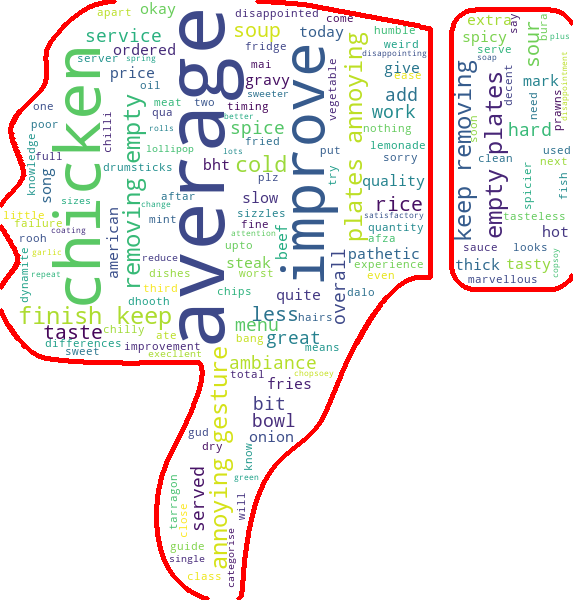 apart
okay
disappointed
come
extra
say
bura
plus
service
soup
today
humble
spicy
sour
ordered
fridge
weird
serve
server
spring
mai
disappointing
soap
disappointment
price
gravy
give
ease
decent
mark
oil
sweeter
vegetable
add
chicken
average
improve
plates annoying
keep removing
empty plates
meat
two
timing
work
need
prawns
one
chilli
qua
better
spice
nothing
soon
hard
poor
rolls
fried
lemonade
used
knowledge
full
lollipop
lots
put
sorry
clean
next
removing empty
drumsticks
bht
cold
try
quality
spicier
fish
song
plz
sizes
change
aftar
slow
rice
tasteless
little
mint
sizzles
satisfactory
failure
coating
fine
quantity
hot
rooh
american
attention
beef
afza
sauce
looks
garlic
reduce
upto
overall
pathetic
copsoy
dynamite
repeat
dishes
steak
worst
experience
thick
tasty
third
even
marvellous
dhooth
chips
quite
dalo
finish keep
less
hairs
taste
chilly
menu
ate
bang
great
differences
improvement
means
sweet
execllent
ambiance
annoying gesture
total
chopsoey
fries
bit
bowl
gud
onion
dry
know
tarragon
served
green
close
will
guide
categorise
single
class